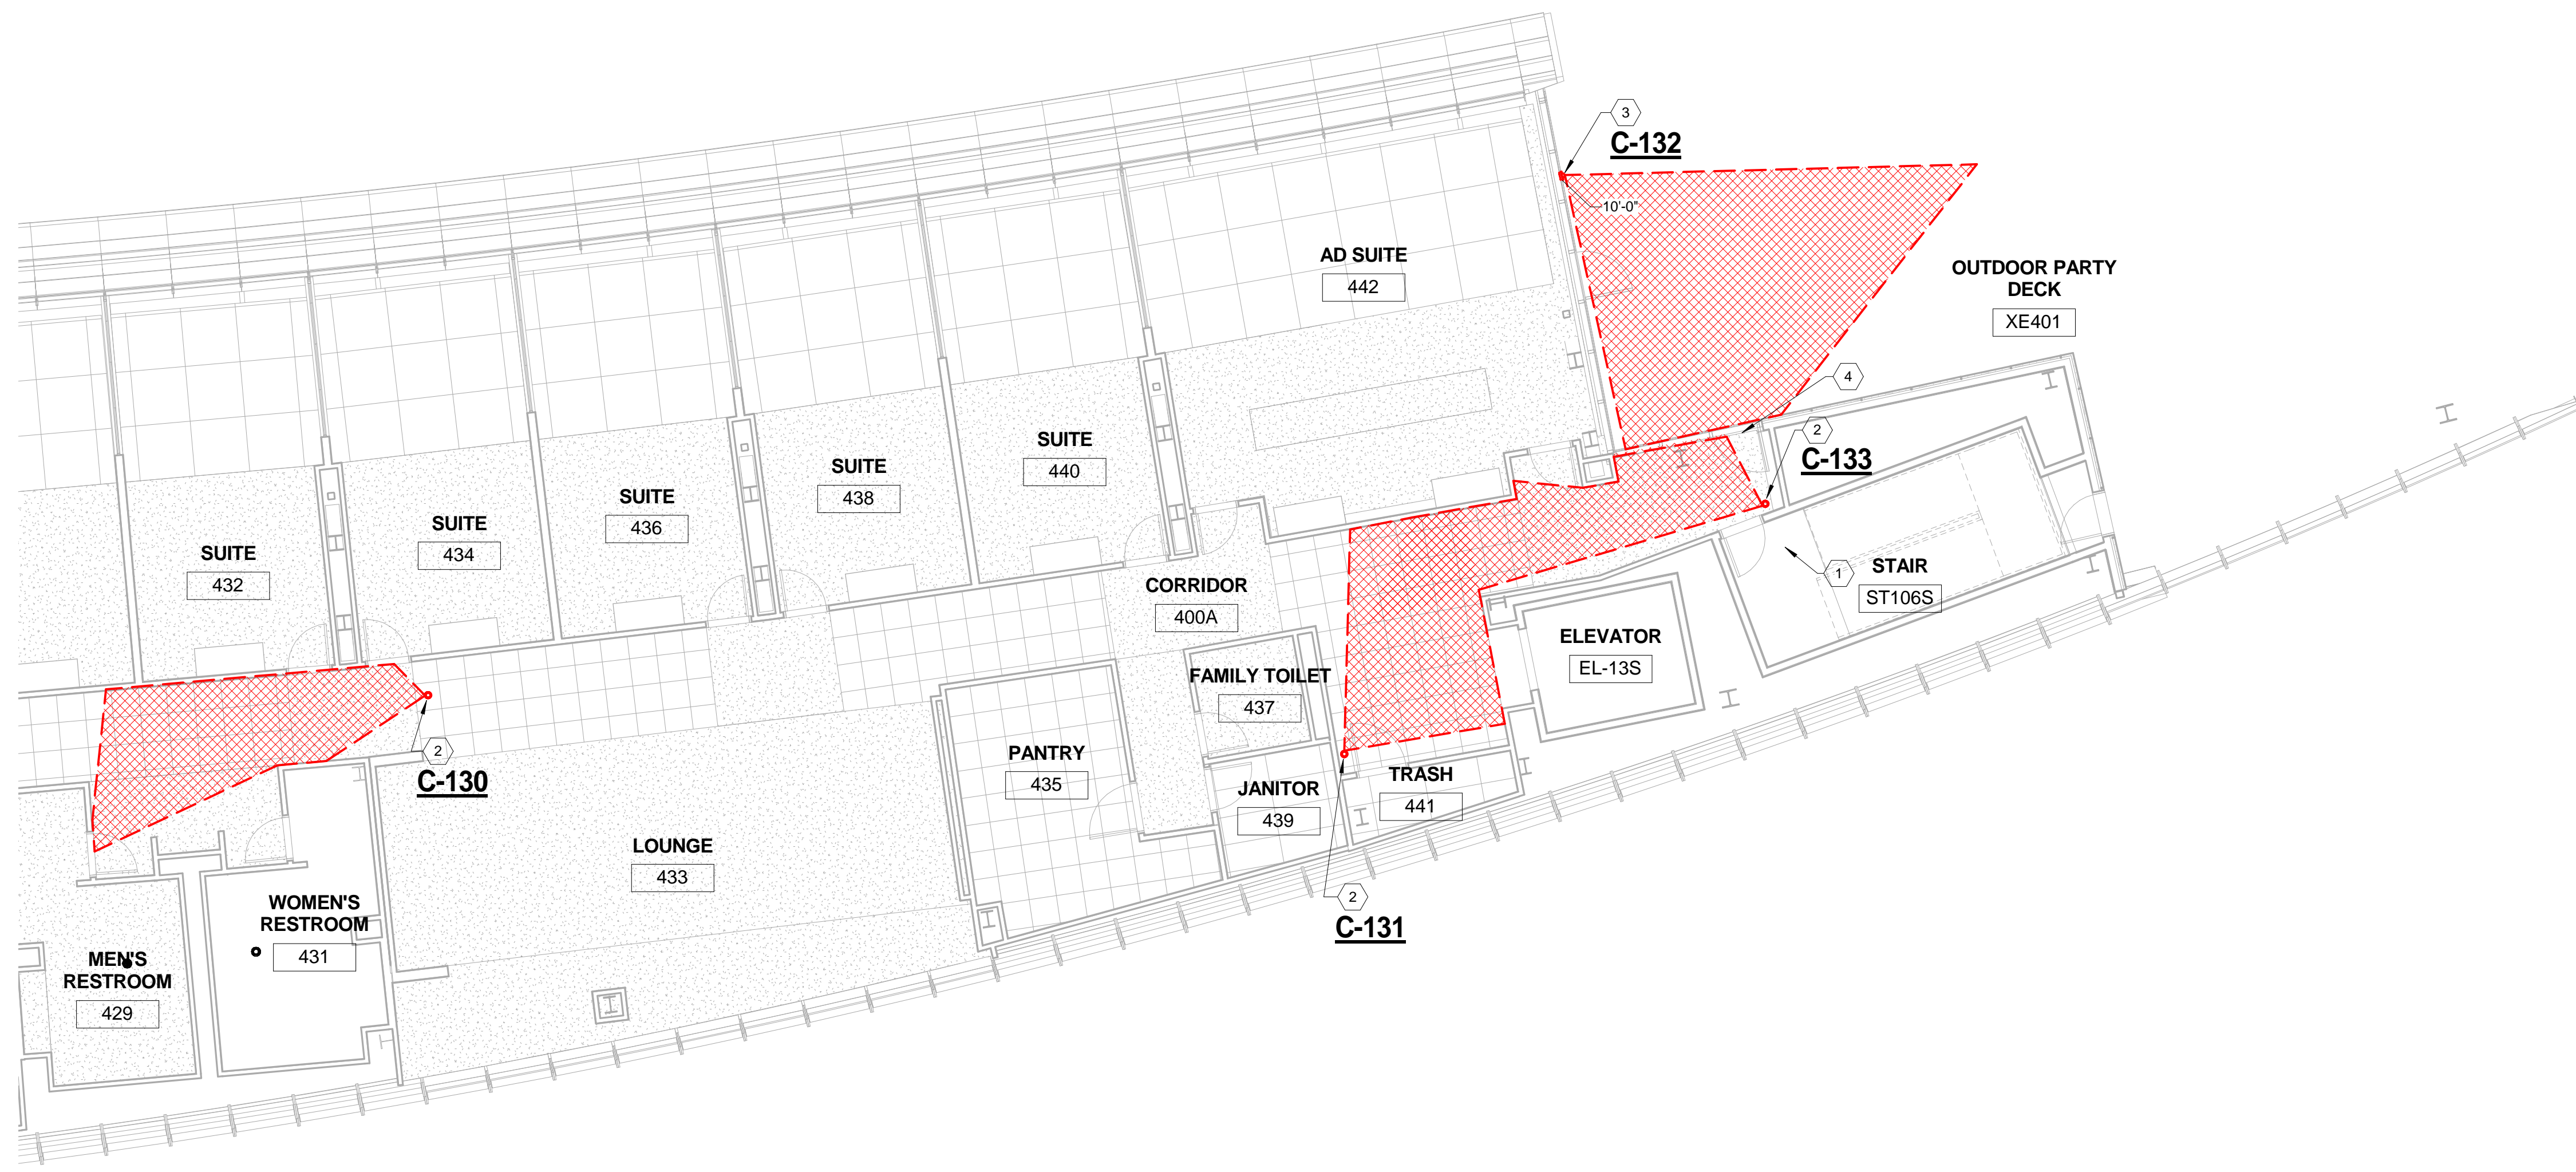 3
C-132
10'-0"
AD SUITE
442
OUTDOOR PARTY
DECK
XE401
4
2
C-133
SUITE
440
SUITE
438
SUITE
436
SUITE
434
SUITE
432
CORRIDOR
400A
1
STAIR
ST106S
ELEVATOR
EL-13S
FAMILY TOILET
437
2
C-130
PANTRY
435
JANITOR
439
TRASH
441
LOUNGE
433
2
C-131
WOMEN'S
RESTROOM
431
MEN'S
RESTROOM
429